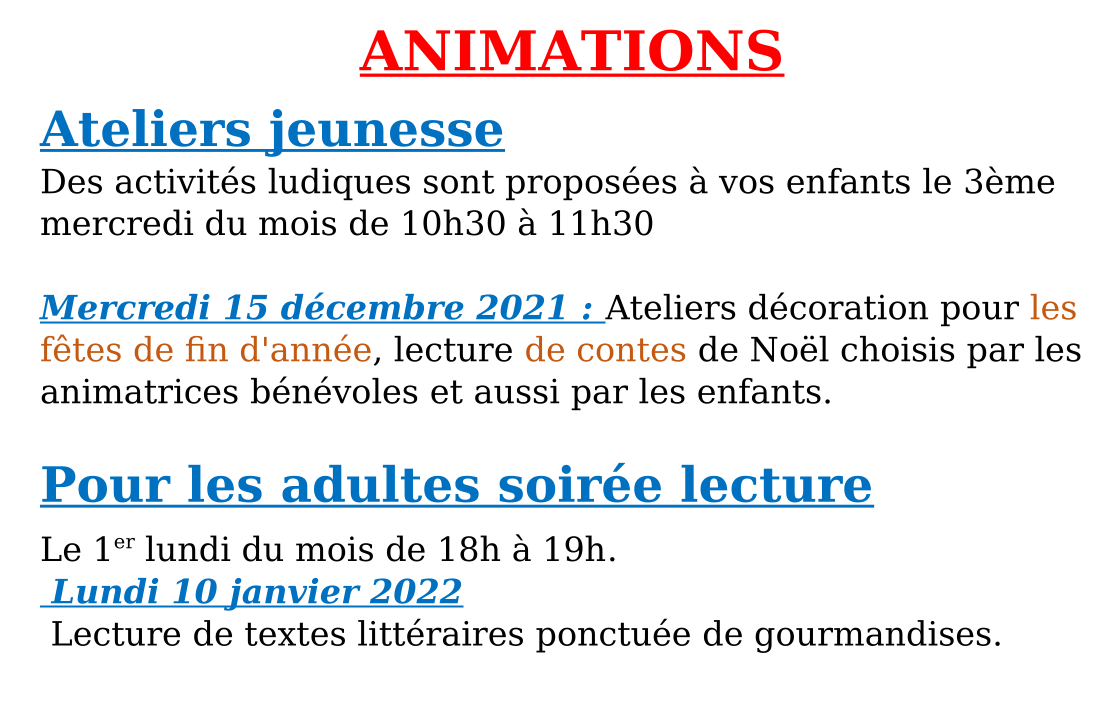 ANIMATIONS
Ateliers jeunesse
Des activités ludiques sont proposées à vos enfants le 3ème
mercredi du mois de 10h30 à 11h30
Mercredi 15 décembre 2021 : Ateliers décoration pour les
fêtes de fin d'année, lecture de contes de Noël choisis par les
animatrices bénévoles et aussi par les enfants.
Pour les adultes soirée lecture
Le 1er lundi du mois de 18h à 19h.
Lundi 10 janvier 2022
Lecture de textes littéraires ponctuée de gourmandises.